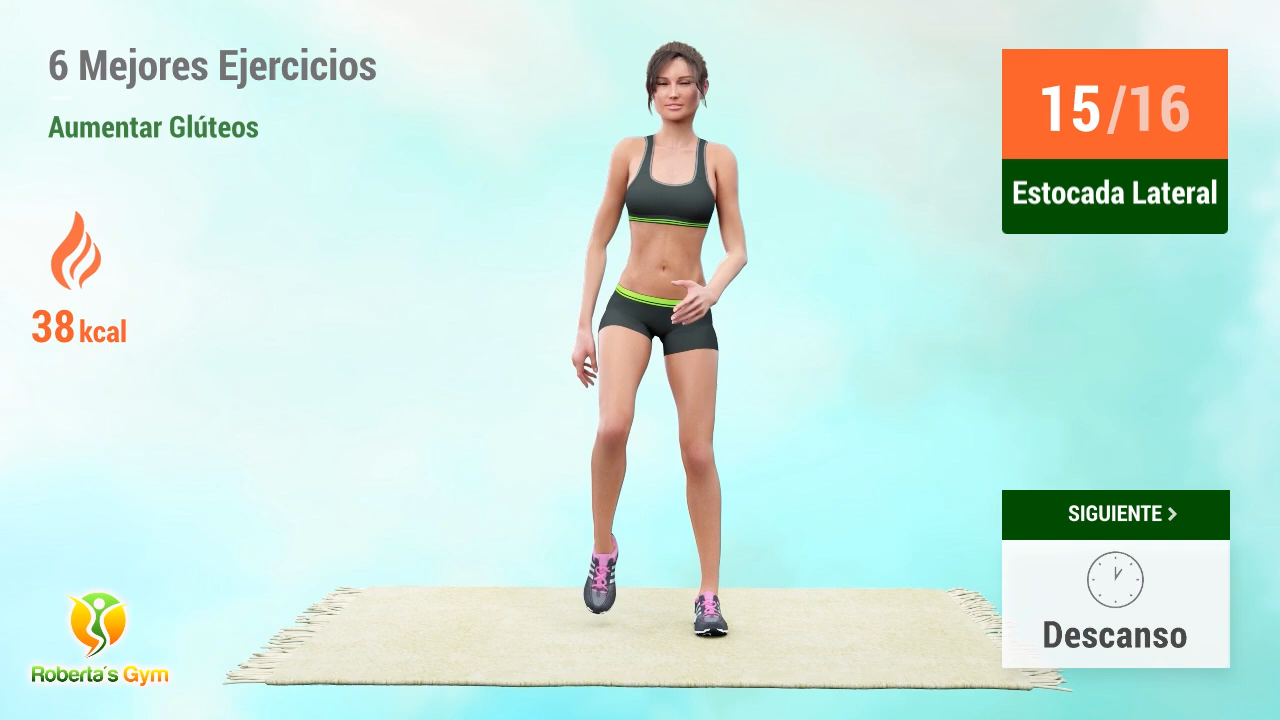 6 Mejores Ejercicios
Aumentar Glúteos
38 kcal
15/16
Estocada Lateral
SIGUIENTE >
Descanso
Roberta´s Gym